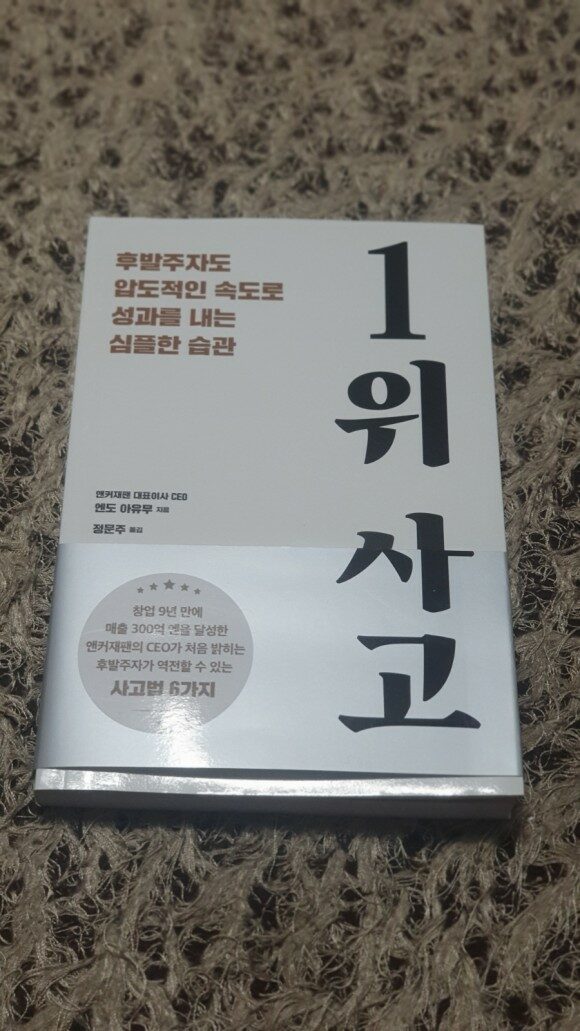 후발주자도
압도적인 속도로
성과를 내는
심플한 습관
1위 사고
앤커재팬 대표이사 CEO
엔도 아유무 지음
정문주 옮김
창업 9년 만에
매출 300억 엔을 달성한
앤커재팬의 CEO가 처음 밝히는
후발주자가 역전할 수 있는
사고법 6가지